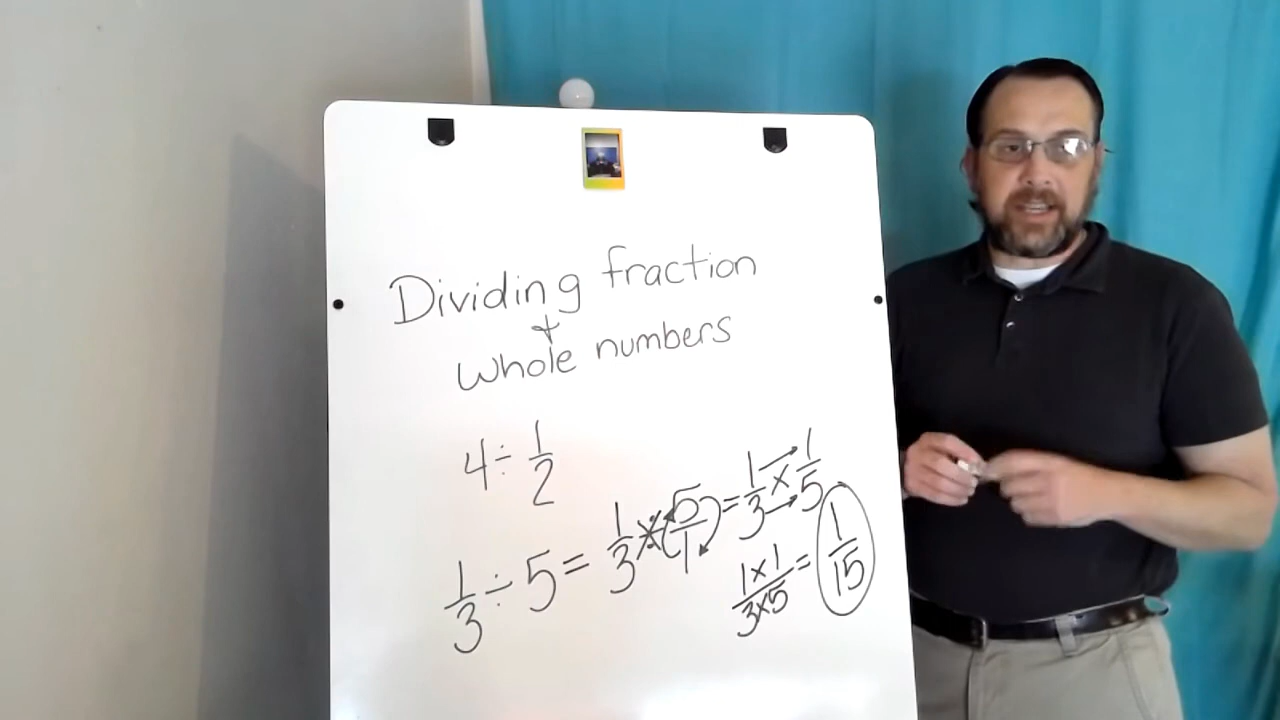 Dividing fraction
+
whole numbers
4 ÷ 1/2
1/3 ÷ 5 = 1/3 × (5/1) = 1/3 × 1/5
1×1/3×5 = 1/15